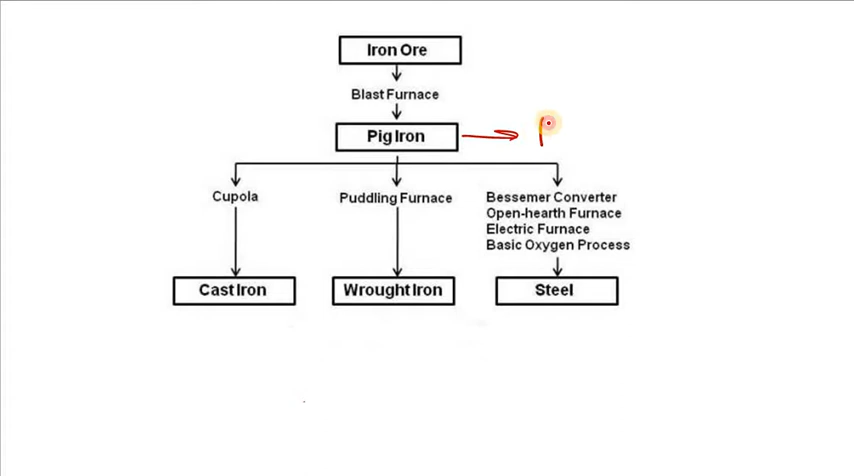 Iron Ore
Blast Furnace
Pig Iron
Cupola
Puddling Furnace
Bessemer Converter
Open-hearth Furnace
Electric Furnace
Basic Oxygen Process
Cast Iron
Wrought Iron
Steel